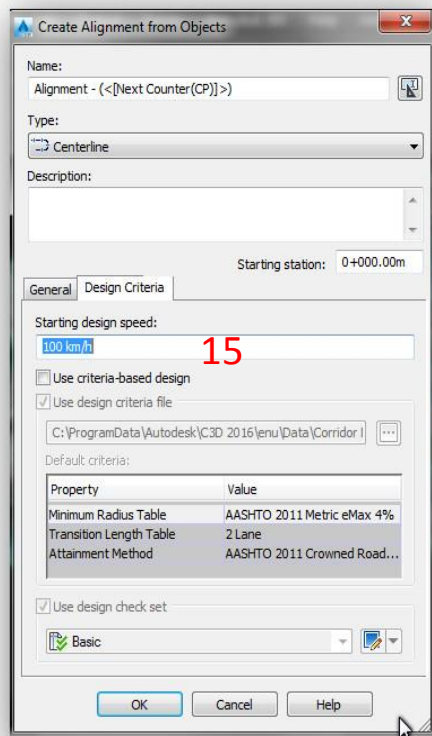 Create Alignment from Objects
Name:
Alignment - (<[Next Counter(CP)]>)
Type:
Centerline
Description:
Starting station: 0+000.00m
General Design Criteria
Starting design speed:
100 km/h
15
Use criteria-based design
Use design criteria file
C:\ProgramData\Autodesk\C3D 2016\enu\Data\Corridor I
...
Default criteria:
Property Value
Minimum Radius Table AASHTO 2011 Metric eMax 4%
Transition Length Table 2 Lane
Attainment Method AASHTO 2011 Crowned Road...
Use design check set
Basic
OK Cancel Help